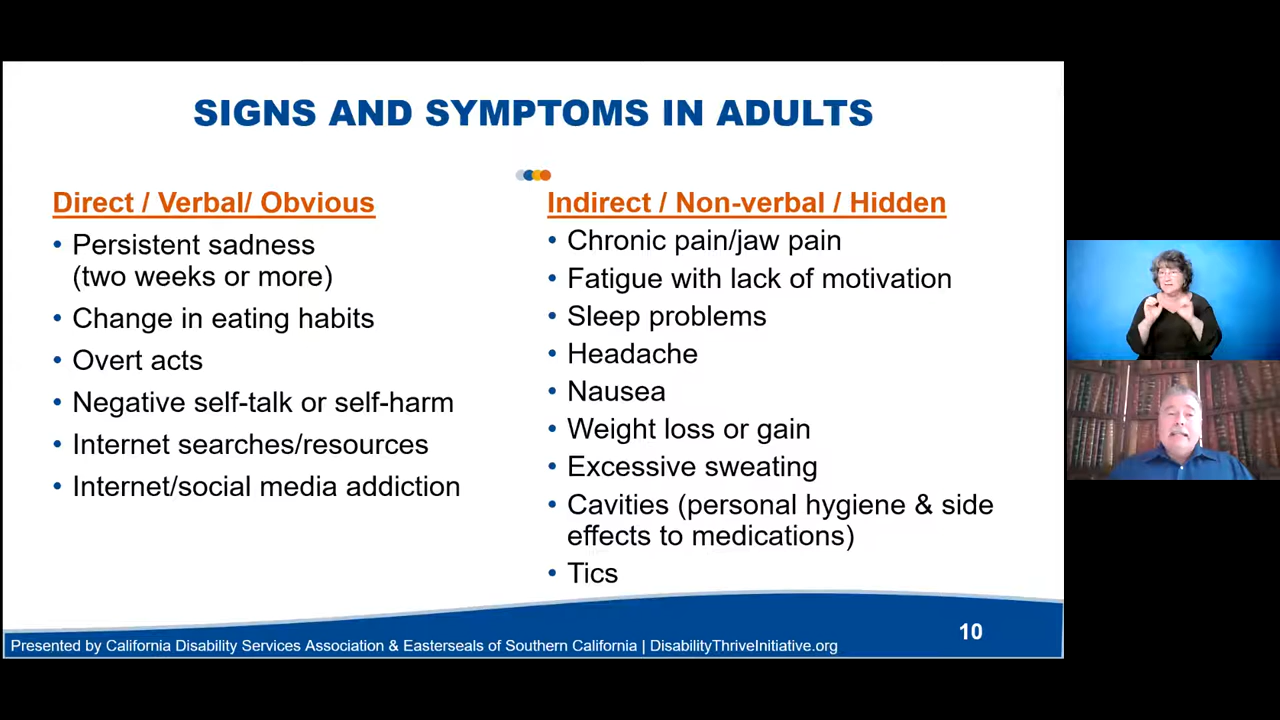 SIGNS AND SYMPTOMS IN ADULTS
Direct / Verbal/ Obvious
• Persistent sadness
(two weeks or more)
• Change in eating habits
• Overt acts
• Negative self-talk or self-harm
• Internet searches/resources
• Internet/social media addiction
Indirect / Non-verbal / Hidden
• Chronic pain/jaw pain
• Fatigue with lack of motivation
• Sleep problems
• Headache
• Nausea
• Weight loss or gain
• Excessive sweating
• Cavities (personal hygiene & side
effects to medications)
• Tics
Presented by California Disability Services Association & Easterseals of Southern California | DisabilityThriveInitiative.org
10